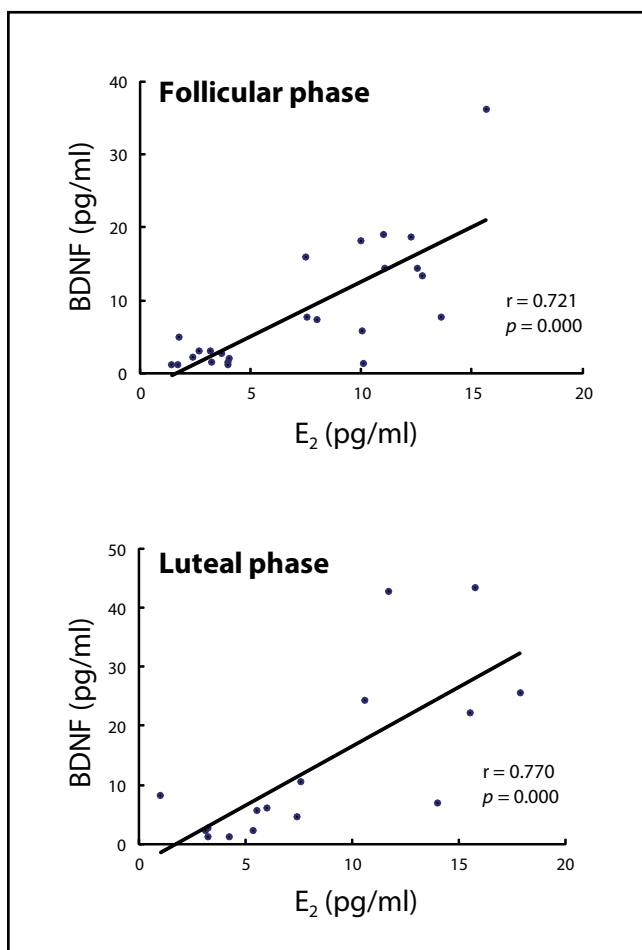 Follicular phase
40
30
20
10
0
BDNF (pg/ml)
r = 0.721
p = 0.000
0 5 10 15 20
E₂ (pg/ml)
Luteal phase
50
40
30
20
10
0
BDNF (pg/ml)
r = 0.770
p = 0.000
0 5 10 15 20
E₂ (pg/ml)